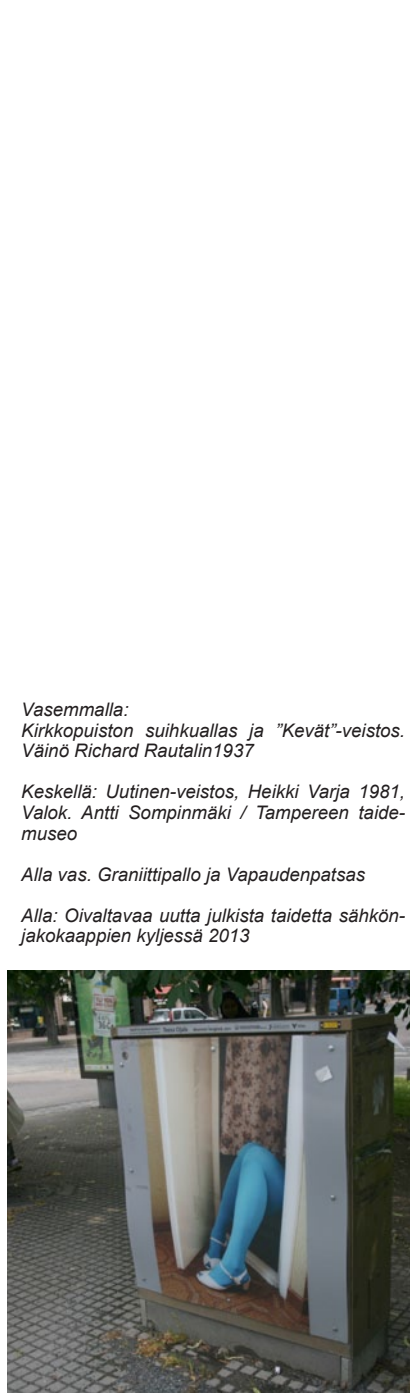 Vasemmalla:
Kirkkopuiston suihkuallas ja ”Kevät”-veistos.
Väinö Richard Rautalin1937
Keskellä: Uutinen-veistos, Heikki Varja 1981,
Valok. Antti Sompinmäki / Tampereen taide-
museo
Alla vas. Graniittipallo ja Vapaudenpatsas
Alla: Oivaltavaa uutta julkista taidetta sähkön-
jakokaappien kyljessä 2013